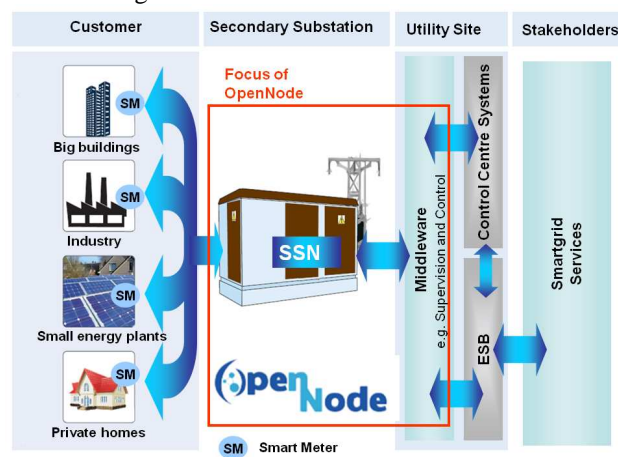 Customer
Secondary Substation
Utility Site
Stakeholders
Focus of
OpenNode
SM
Big buildings
SM
Industry
SM
Small energy plants
SM
Private homes
SSN
OpenNode
Middleware
e.g. Supervision and Control
Control Centre Systems
ESB
Smartgrid
Services
SM Smart Meter